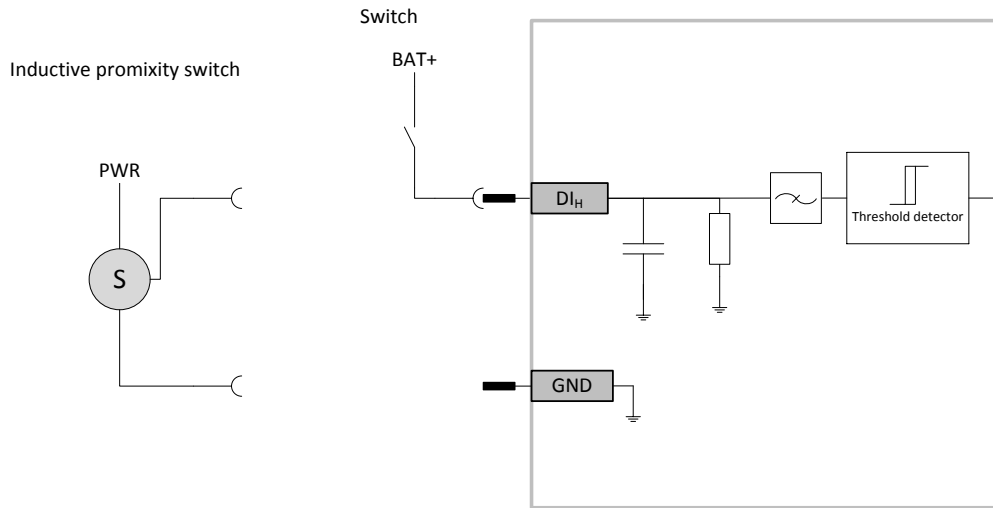 Switch
BAT+
Inductive promixity switch
PWR
S
DIH
Threshold detector
GND